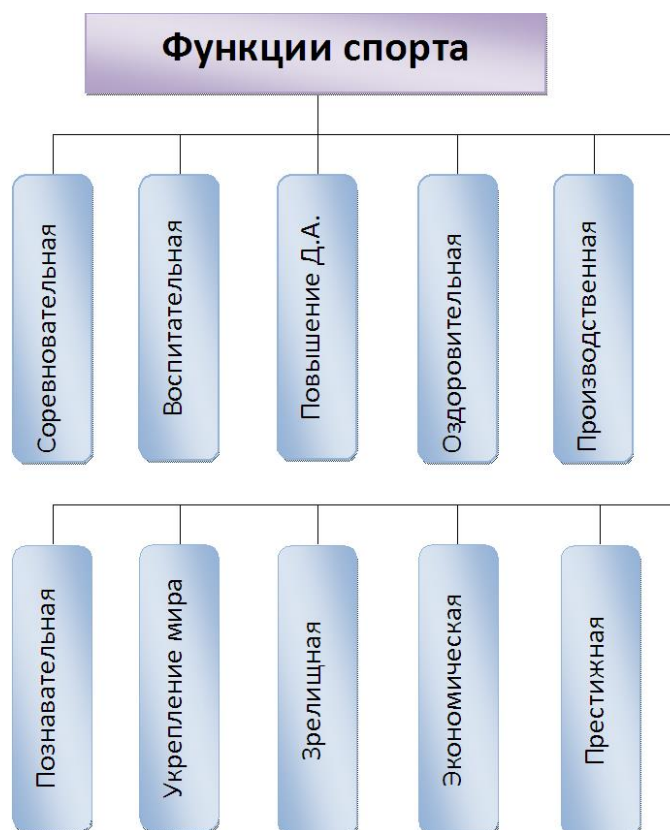 Функции спорта
Соревновательная
Воспитательная
Повышение Д.А.
Оздоровительная
Производственная
Познавательная
Укрепление мира
Зрелищная
Экономическая
Престижная